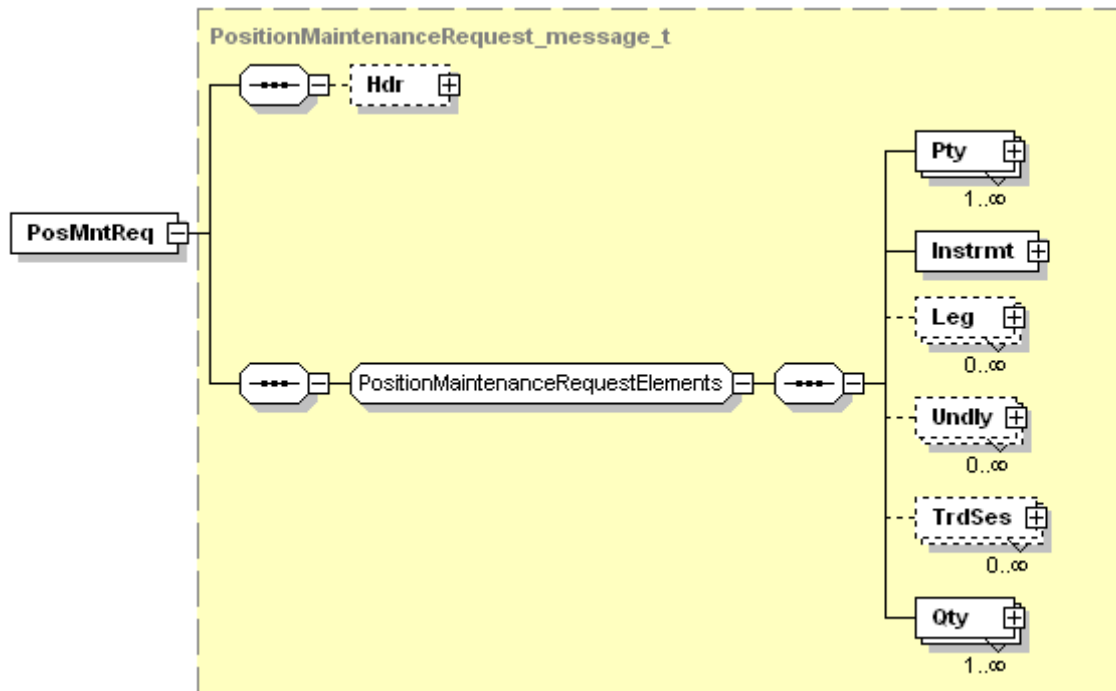 PositionMaintenanceRequest_message_t
Hdr
Pty
1..∞
PosMntReq
Instrmt
Leg
0..∞
PositionMaintenanceRequestElements
Undly
0..∞
TrdSes
0..∞
Qty
1..∞